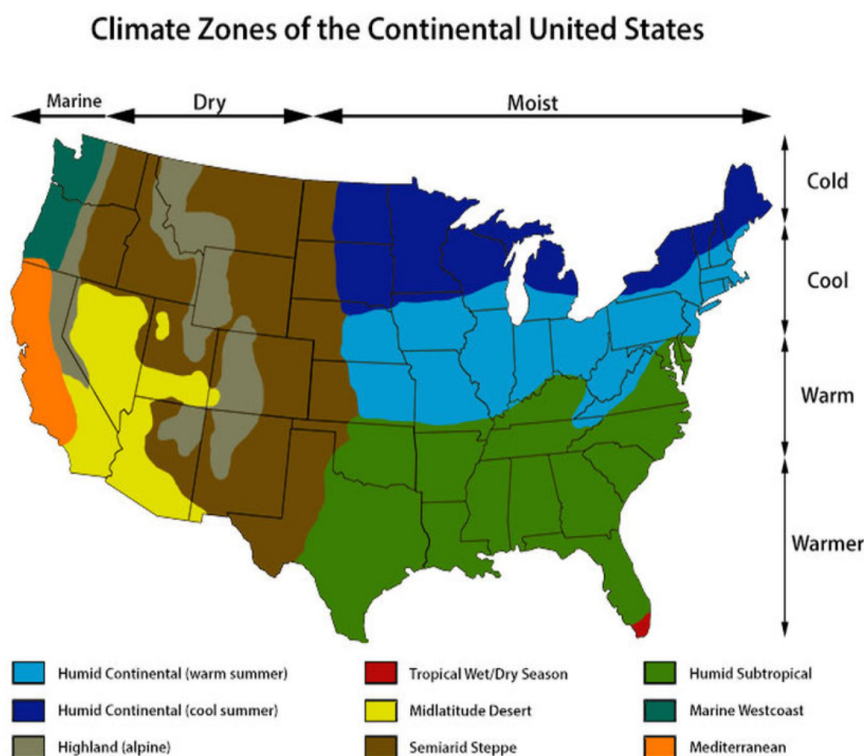 Climate Zones of the Continental United States
Marine
Dry
Moist
Cold
Cool
Warm
Warmer
Humid Continental (warm summer)
Tropical Wet/Dry Season
Humid Subtropical
Humid Continental (cool summer)
Midlatitude Desert
Marine Westcoast
Highland (alpine)
Semiarid Steppe
Mediterranean